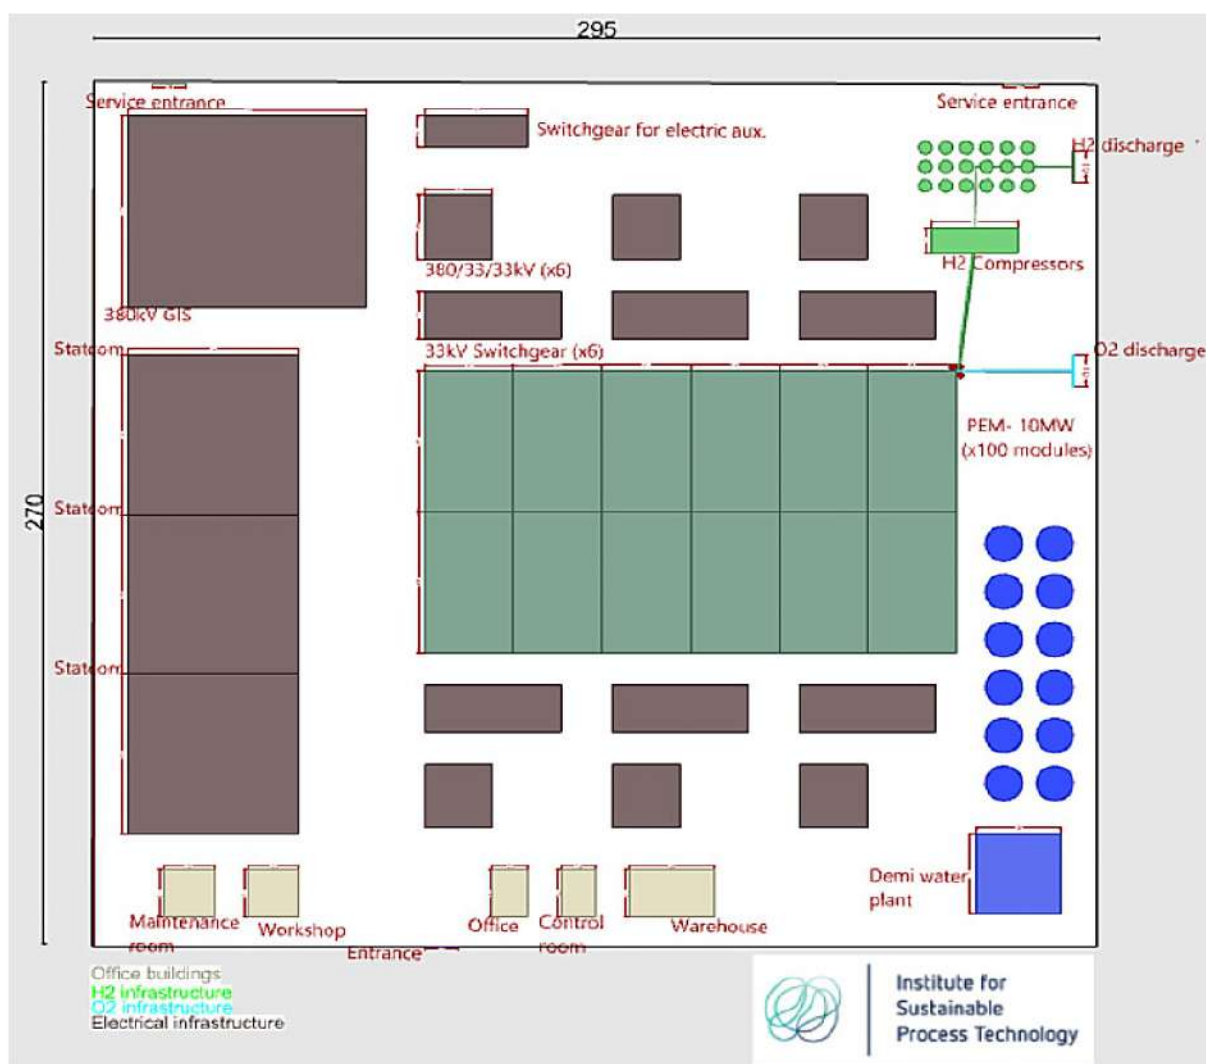 295
Service entrance
Service entrance
Switchgear for electric aux.
H2 discharge
380/33/33kV (x6)
H2 Compressors
380kV GIS
Statcom
33kV Switchgear (x6)
O2 discharge
PEM- 10MW
(x100 modules)
270
Statcom
Statcom
Demi water
plant
Maintenance
room
Workshop
Office
Control
room
Warehouse
Entrance
Office buildings
H2 infrastructure
O2 infrastructure
Electrical infrastructure
Institute for
Sustainable
Process Technology